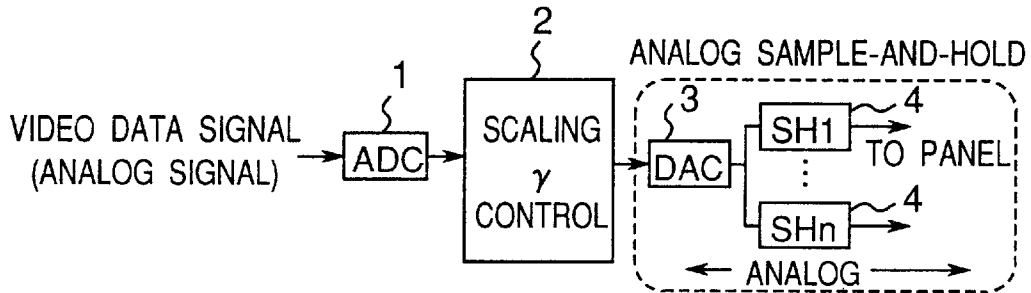 2
ANALOG SAMPLE-AND-HOLD
1
3
4
VIDEO DATA SIGNAL
(ANALOG SIGNAL)
ADC
SCALING
γ
CONTROL
DAC
SH1
TO PANEL
⋮
4
SHn
ANALOG